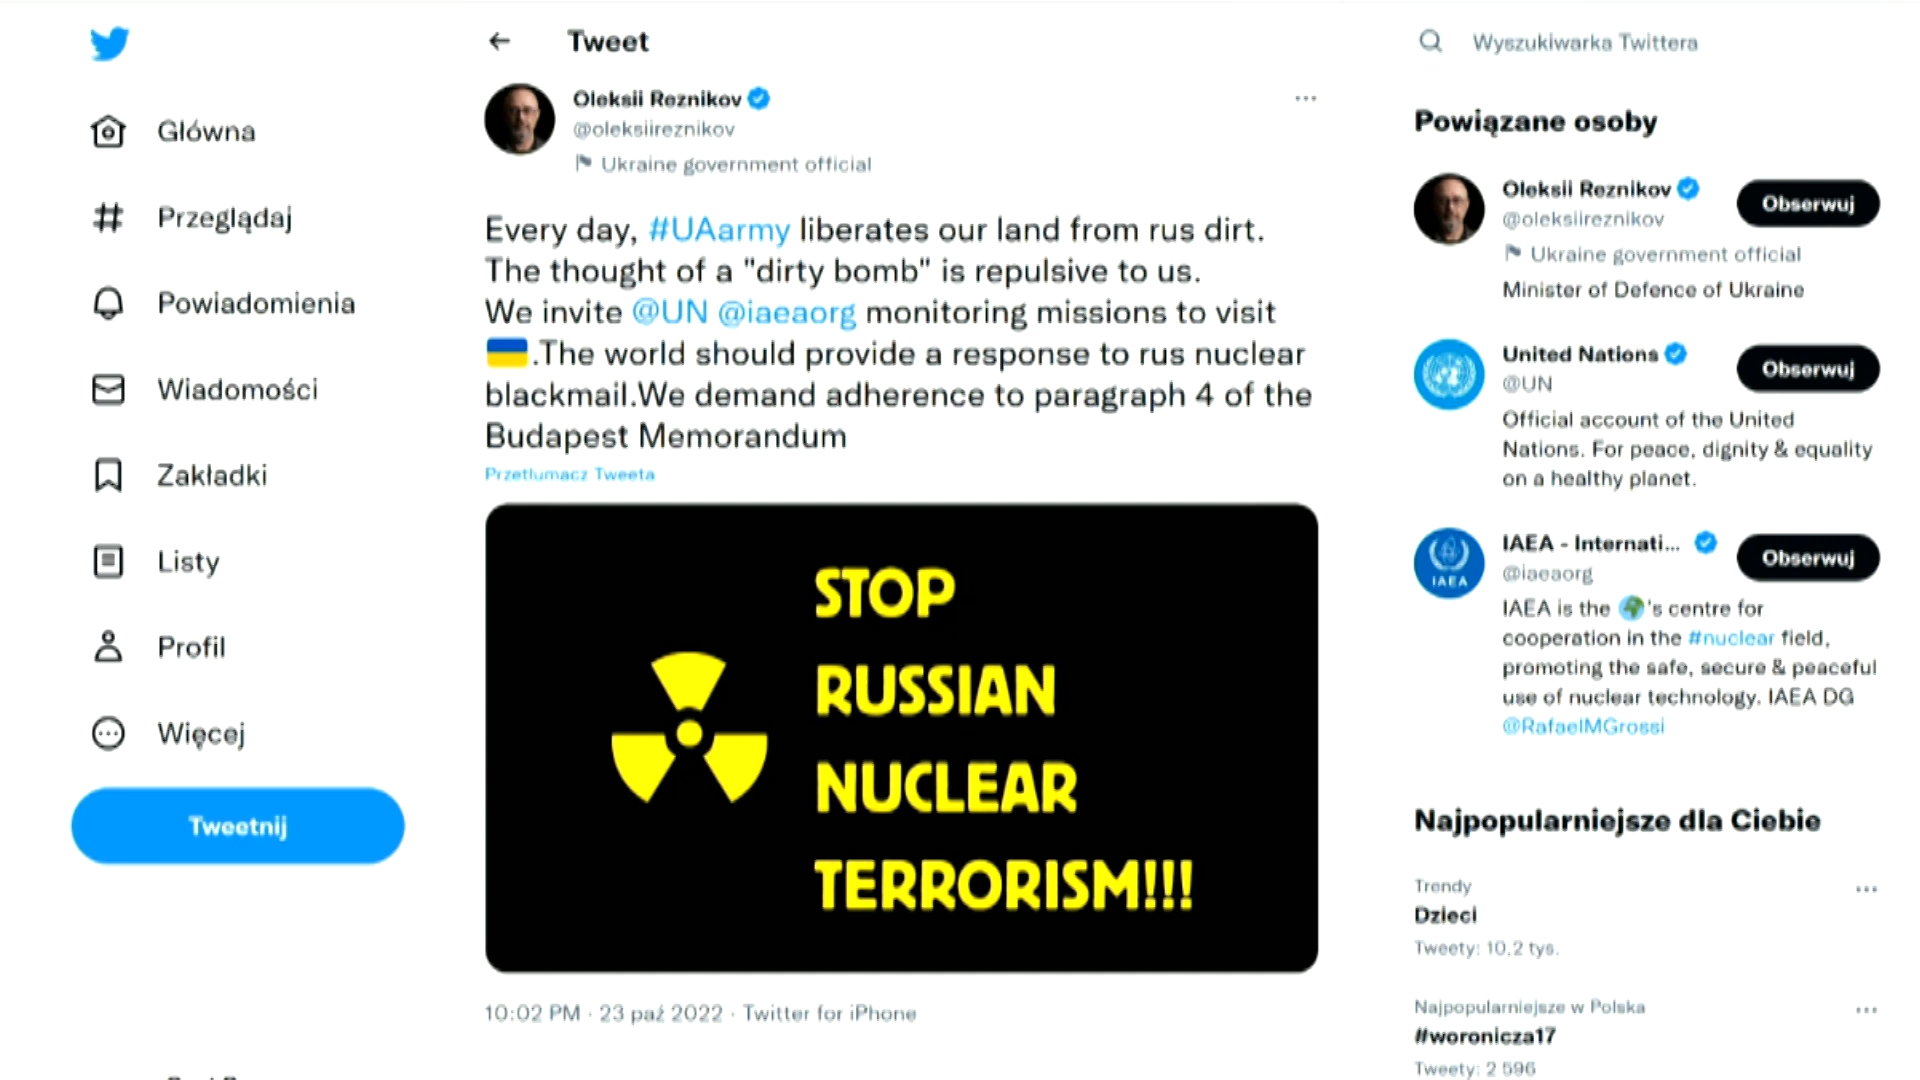 Tweet
Wyszukiwarka Twittera
Główna
Przeglądaj
Powiadomienia
Wiadomości
Zakładki
Listy
Profil
Więcej
Tweetnij
Oleksii Reznikov
@oleksiireznikov
Ukraine government official
Every day, #UAarmy liberates our land from rus dirt.
The thought of a "dirty bomb" is repulsive to us.
We invite @UN @iaeaorg monitoring missions to visit
🇺🇦.The world should provide a response to rus nuclear
blackmail.We demand adherence to paragraph 4 of the
Budapest Memorandum
Przetłumacz Tweeta
STOP
RUSSIAN
NUCLEAR
TERRORISM!!!
10:02 PM · 23 paź 2022 · Twitter for iPhone
Powiązane osoby
Oleksii Reznikov
@oleksiireznikov
Obserwuj
Ukraine government official
Minister of Defence of Ukraine
United Nations
@UN
Obserwuj
Official account of the United
Nations. For peace, dignity & equality
on a healthy planet.
IAEA
IAEA - Internati...
@iaeaorg
Obserwuj
IAEA is the 🌍's centre for
cooperation in the #nuclear field,
promoting the safe, secure & peaceful
use of nuclear technology. IAEA DG
@RafaelMGrossi
Najpopularniejsze dla Ciebie
Trendy
Dzieci
Tweety: 10,2 tys.
Najpopularniejsze w Polska
#woronicza17
Tweety: 2 596